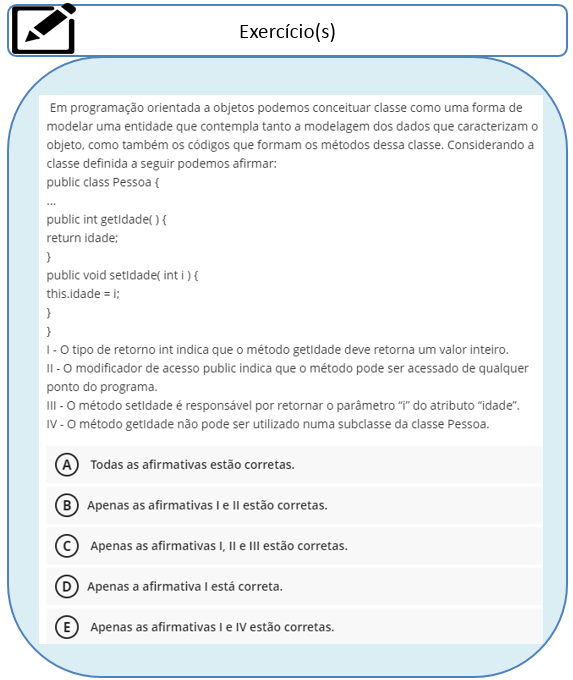 Exercício(s)
Em programação orientada a objetos podemos conceituar classe como uma forma de
modelar uma entidade que contempla tanto a modelagem dos dados que caracterizam o
objeto, como também os códigos que formam os métodos dessa classe. Considerando a
classe definida a seguir podemos afirmar:
public class Pessoa {
...
public int getIdade( ) {
return idade;
}
public void setIdade( int i ) {
this.idade = i;
}
}
I - O tipo de retorno int indica que o método getIdade deve retorna um valor inteiro.
II - O modificador de acesso public indica que o método pode ser acessado de qualquer
ponto do programa.
III - O método setIdade é responsável por retornar o parâmetro “i” do atributo “idade”.
IV - O método getIdade não pode ser utilizado numa subclasse da classe Pessoa.
A Todas as afirmativas estão corretas.
B Apenas as afirmativas I e II estão corretas.
C Apenas as afirmativas I, II e III estão corretas.
D Apenas a afirmativa I está correta.
E Apenas as afirmativas I e IV estão corretas.